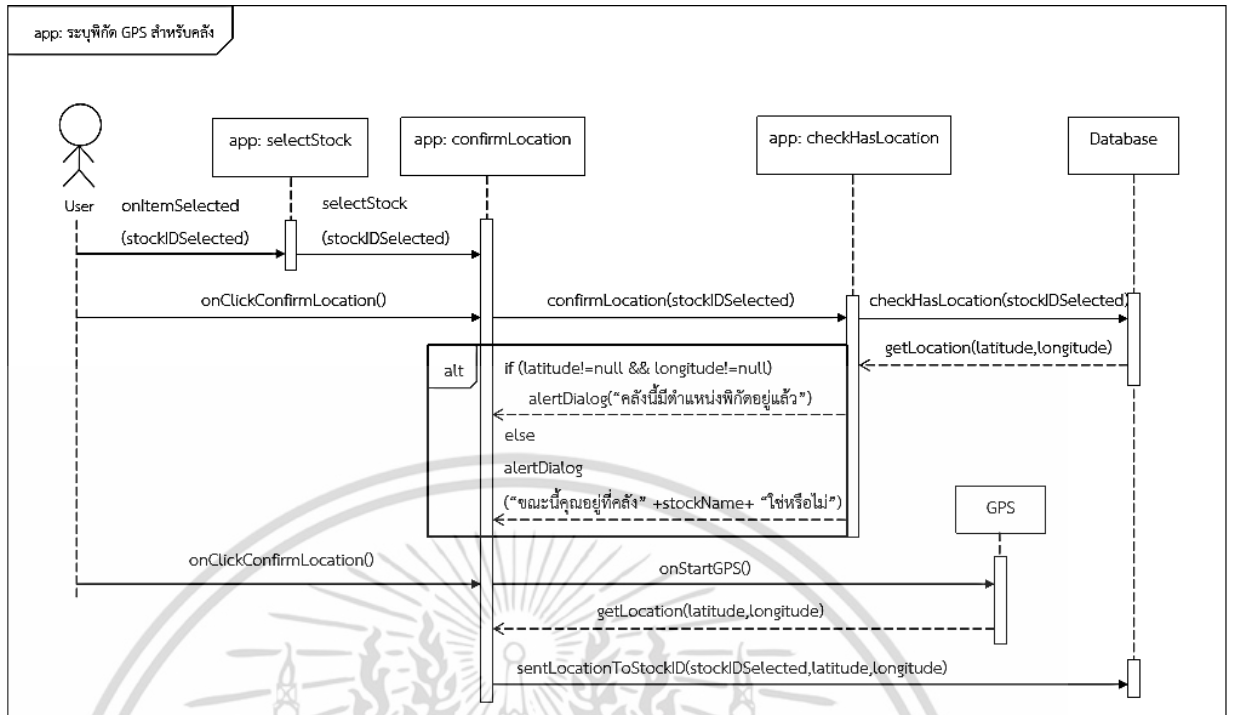 app: ระบุพิกัด GPS สำหรับคลัง
app: selectStock
app: confirmLocation
app: checkHasLocation
Database
User
onItemSelected
(stockIDSelected)
selectStock
(stockIDSelected)
onClickConfirmLocation()
confirmLocation(stockIDSelected)
checkHasLocation(stockIDSelected)
getLocation(latitude,longitude)
alt
if (latitude!=null && longitude!=null)
alertDialog(“คลังนี้มีตำแหน่งพิกัดอยู่แล้ว”)
else
alertDialog
(“ขณะนี้คุณอยู่ที่คลัง” +stockName+ “ใช่หรือไม่”)
GPS
onClickConfirmLocation()
onStartGPS()
getLocation(latitude,longitude)
sentLocationToStockID(stockIDSelected,latitude,longitude)